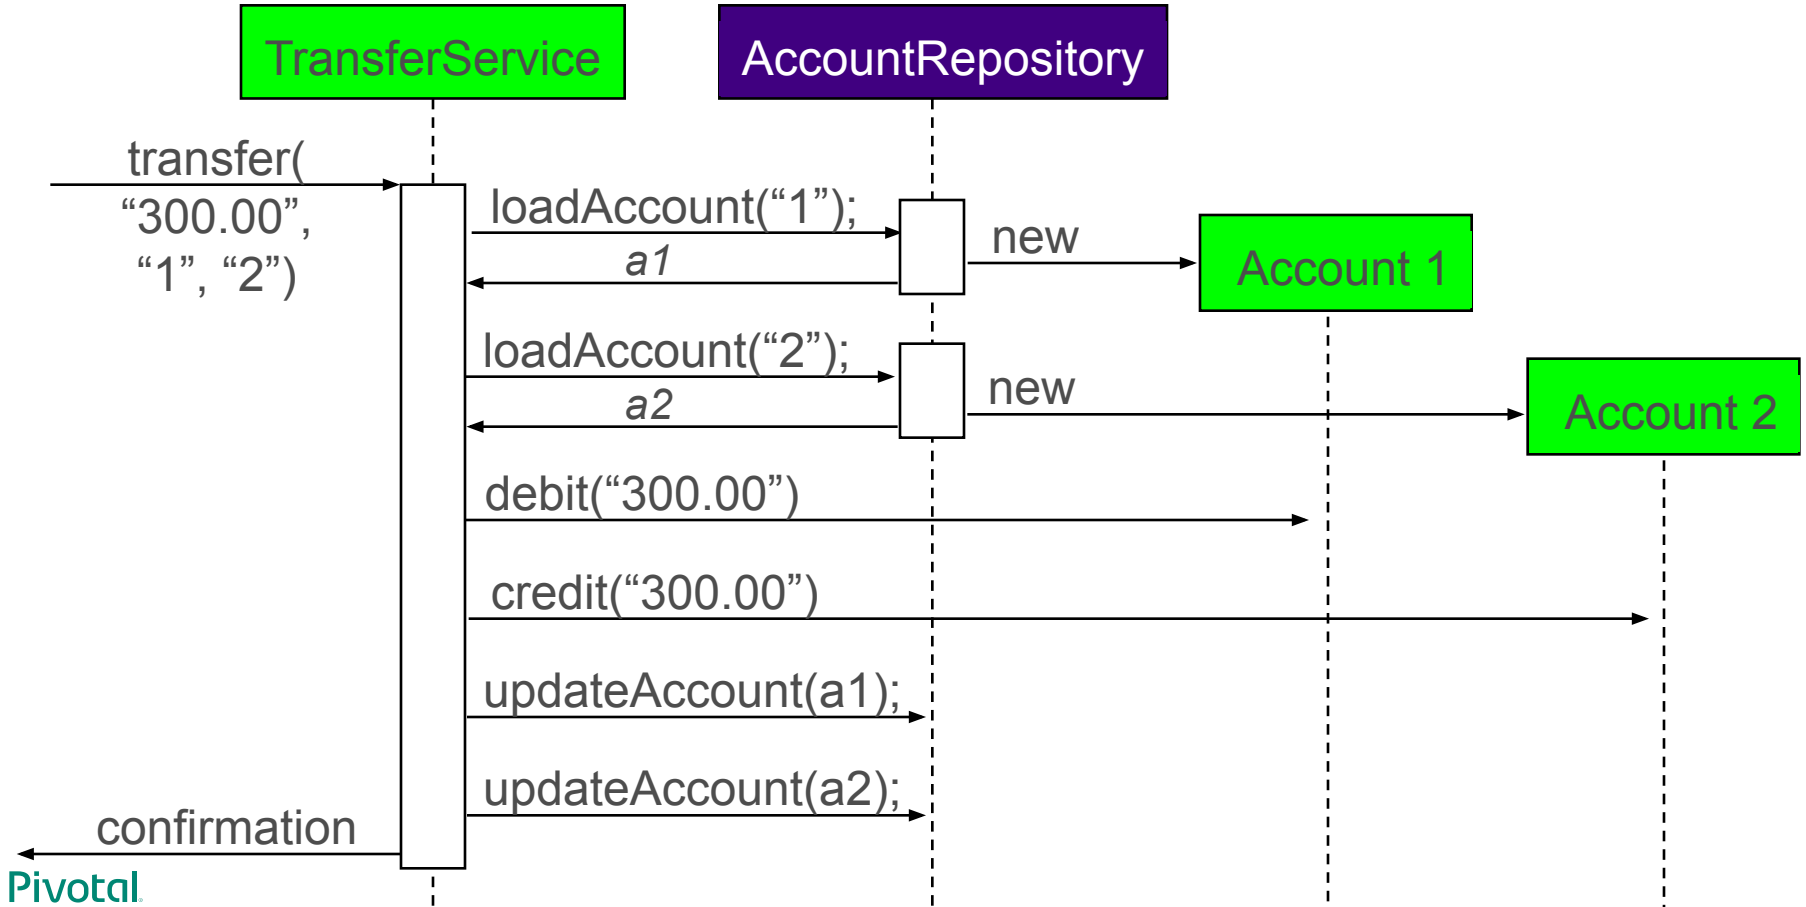 TransferService
AccountRepository
transfer(
“300.00”,
“1”, “2”)
loadAccount(“1”);
a1
new
Account 1
loadAccount(“2”);
a2
new
Account 2
debit(“300.00”)
credit(“300.00”)
updateAccount(a1);
updateAccount(a2);
confirmation
Pivotal